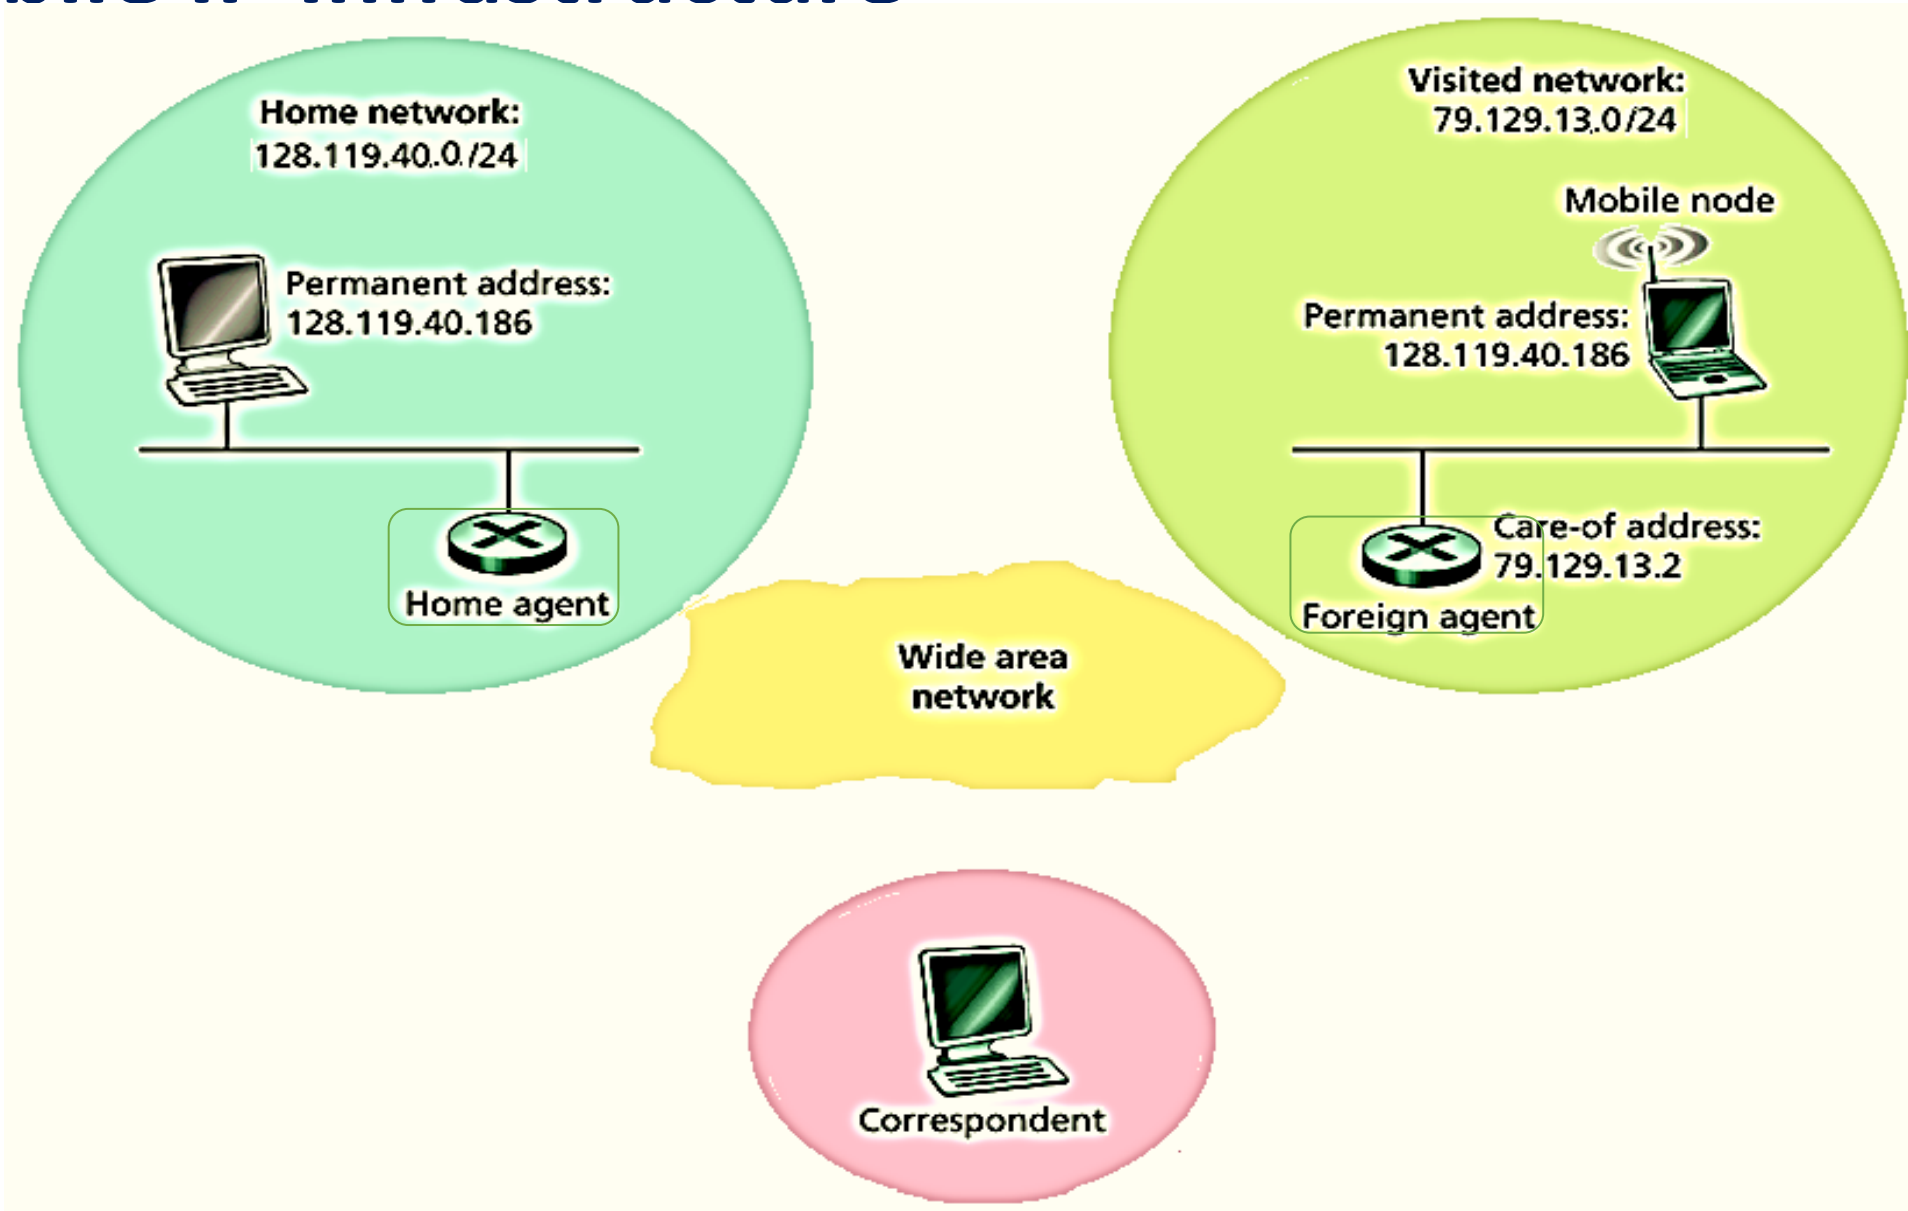 Home network:
128.119.40.0/24
Permanent address:
128.119.40.186
Home agent
Visited network:
79.129.13.0/24
Mobile node
Permanent address:
128.119.40.186
Care-of address:
79.129.13.2
Foreign agent
Wide area
network
Correspondent